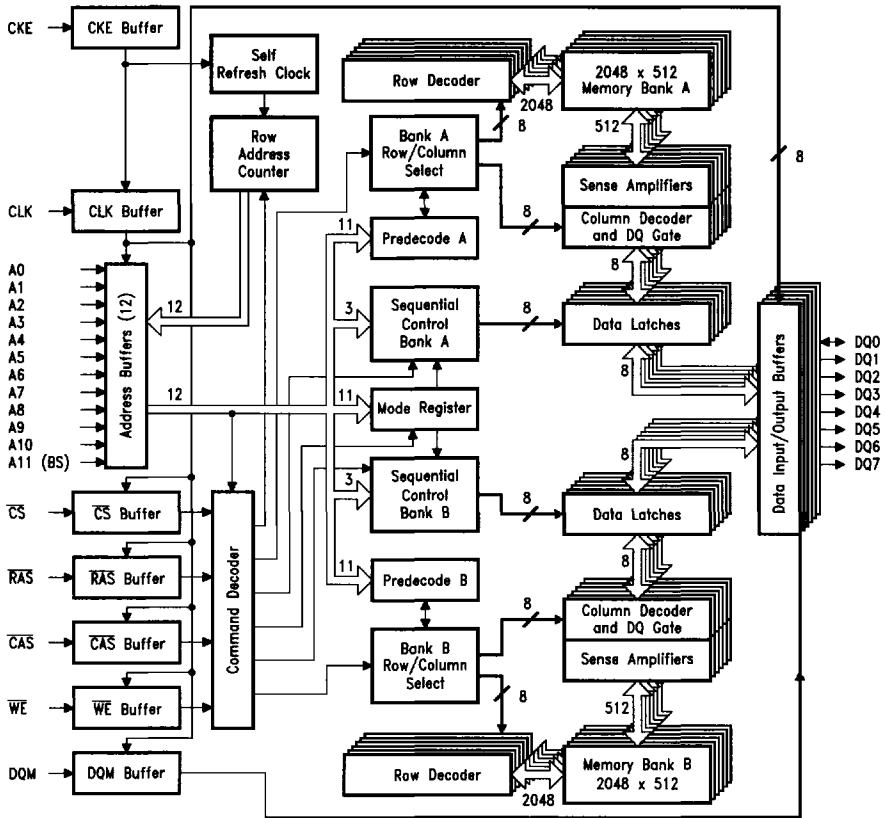 CKE
CKE Buffer
Self
Refresh Clock
Row
Address
Counter
CLK
CLK Buffer
A0
A1
A2
A3
A4
A5
A6
A7
A8
A9
A10
A11 (BS)
Address Buffers (12)
12
12
CS
CS Buffer
RAS
RAS Buffer
CAS
CAS Buffer
WE
WE Buffer
DQM
DQM Buffer
Command Decoder
Row Decoder
2048
2048 x 512
Memory Bank A
8
512
Bank A
Row/Column
Select
Sense Amplifiers
Column Decoder
and DQ Gate
8
11
Predecode A
8
3
Sequential
Control
Bank A
8
Data Latches
8
11
Mode Register
8
3
Sequential
Control
Bank B
8
Data Latches
8
11
Predecode B
Bank B
Row/Column
Select
8
Column Decoder
and DQ Gate
Sense Amplifiers
8
512
Row Decoder
2048
Memory Bank B
2048 x 512
8
Data Input/Output Buffers
DQ0
DQ1
DQ2
DQ3
DQ4
DQ5
DQ6
DQ7